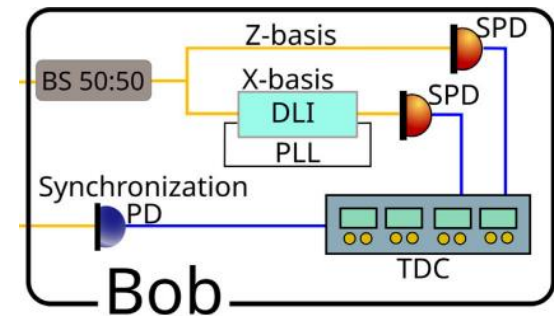 SPD
Z-basis
BS 50:50
X-basis
SPD
DLI
PLL
Synchronization
PD
TDC
Bob